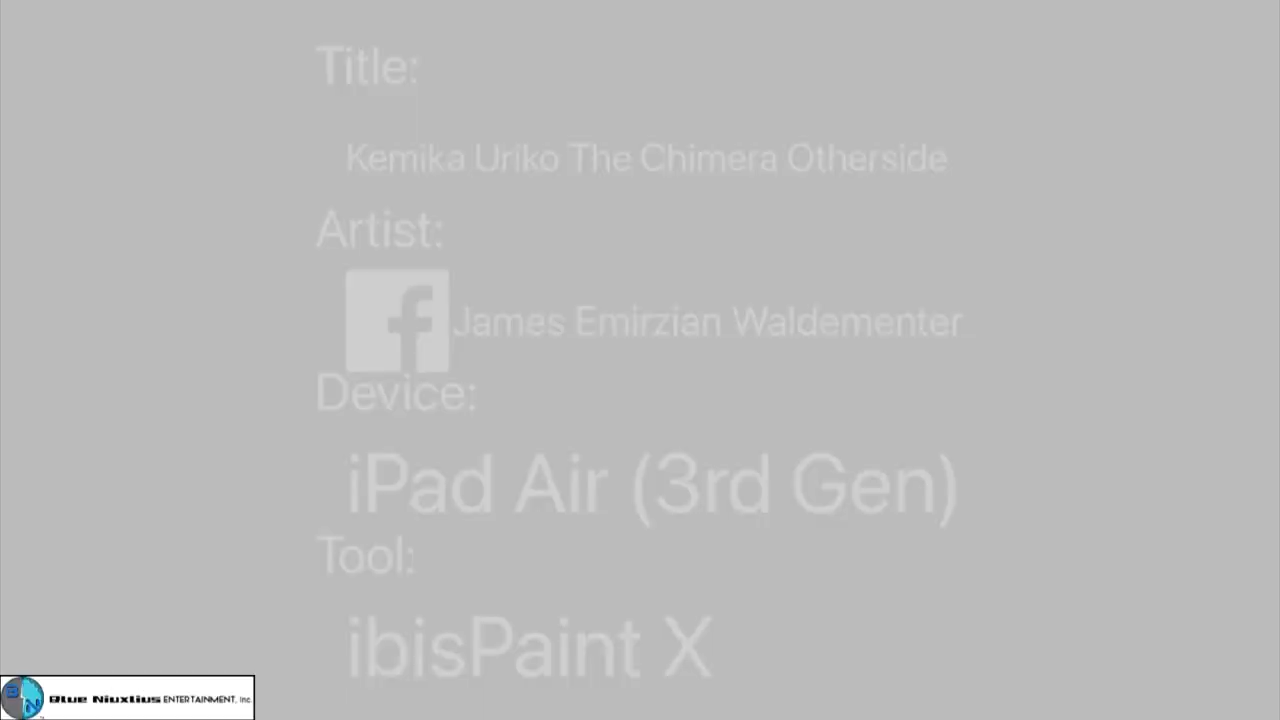 Title:
Kemika Uriko The Chimera Otherside
Artist:
James Emirzian Waldementer
Device:
iPad Air (3rd Gen)
Tool:
ibisPaint X
Blue Niuxtius ENTERTAINMENT, Inc.